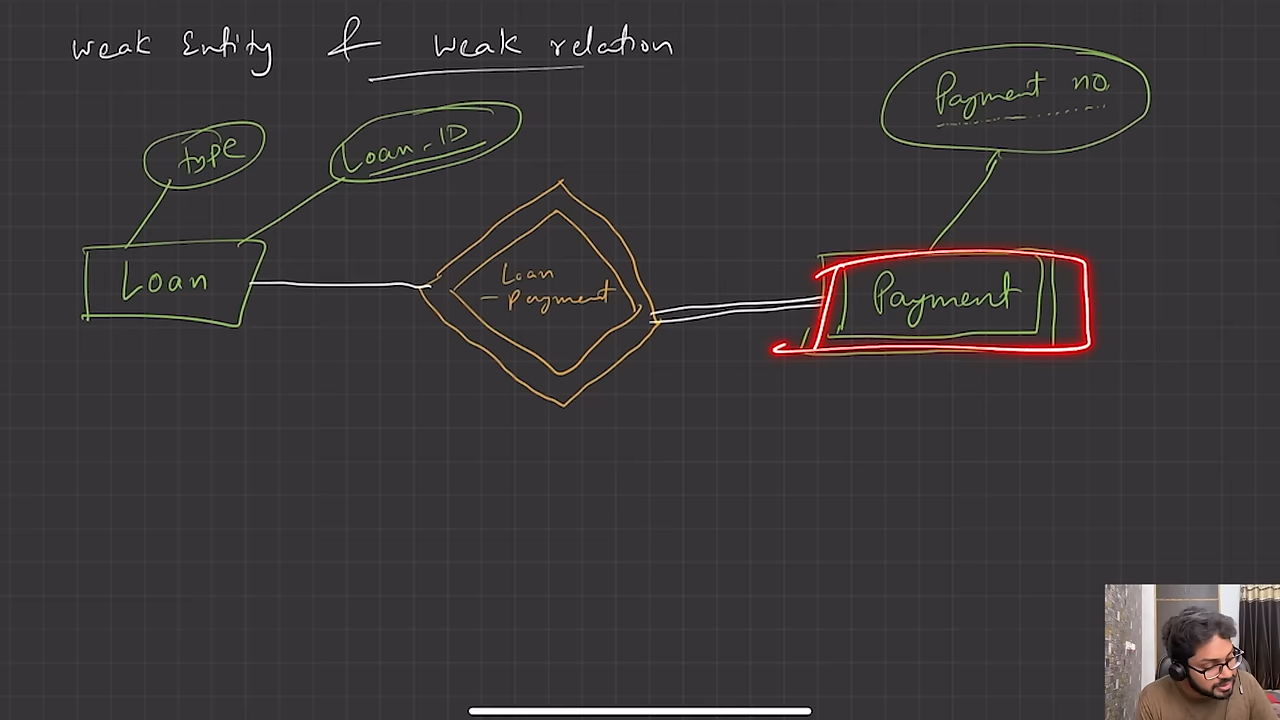 weak Entity & weak relation
type
Loan-ID
Payment no.
Loan
Loan
- payment
Payment